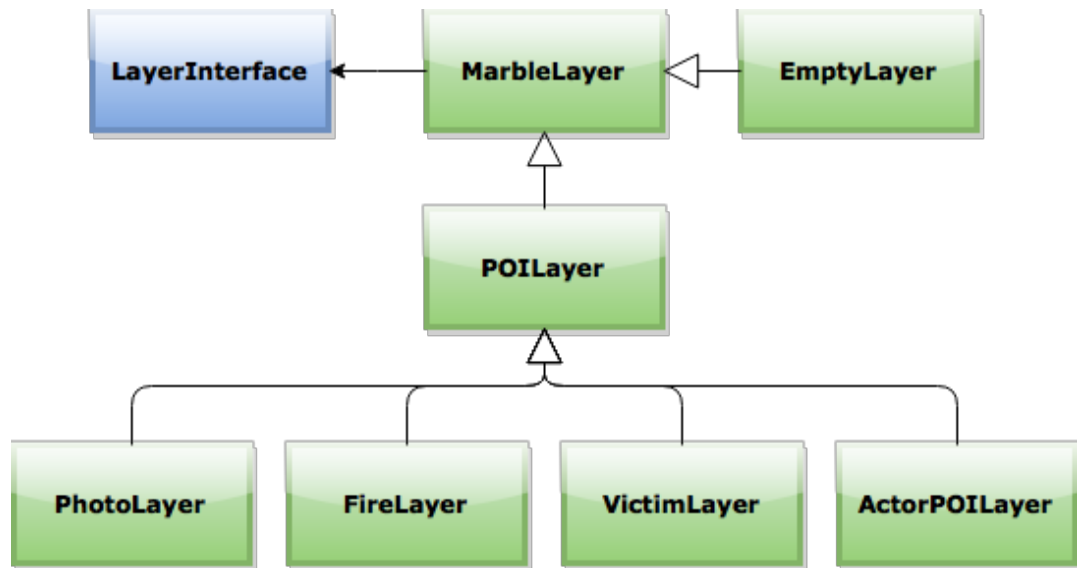 LayerInterface
MarbleLayer
EmptyLayer
POILayer
PhotoLayer
FireLayer
VictimLayer
ActorPOILayer